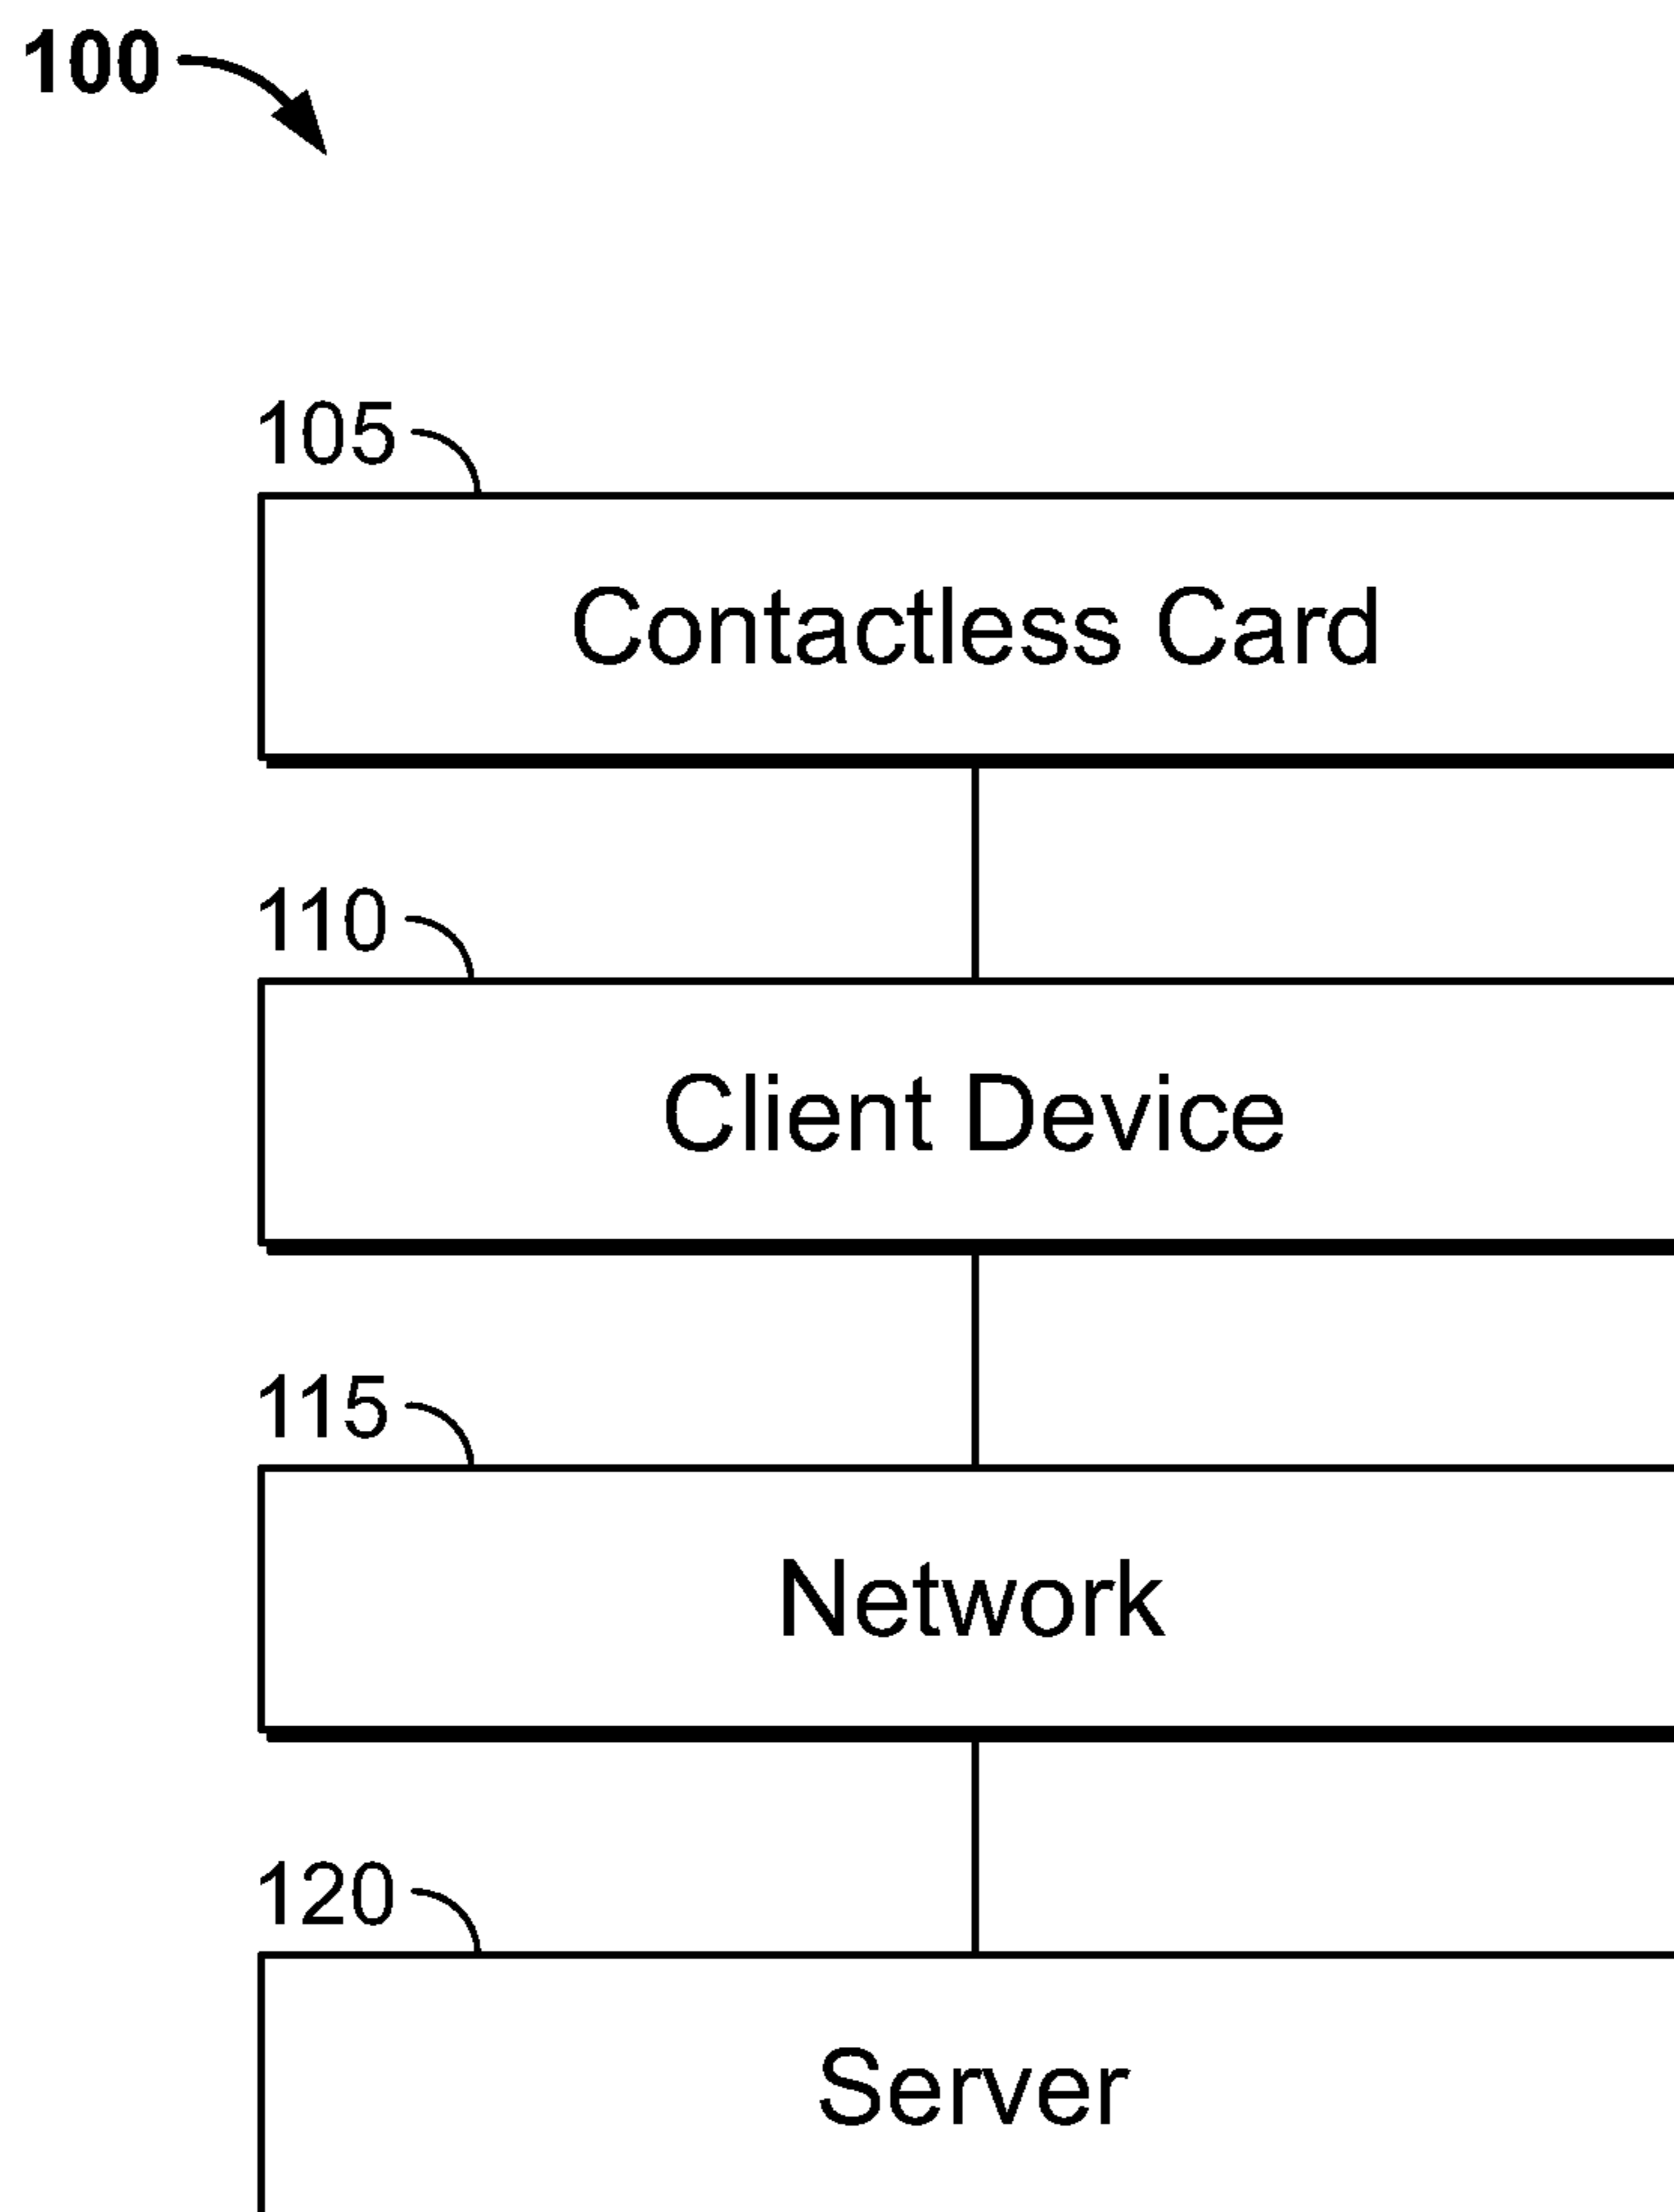 100
105
Contactless Card
110
Client Device
115
Network
120
Server